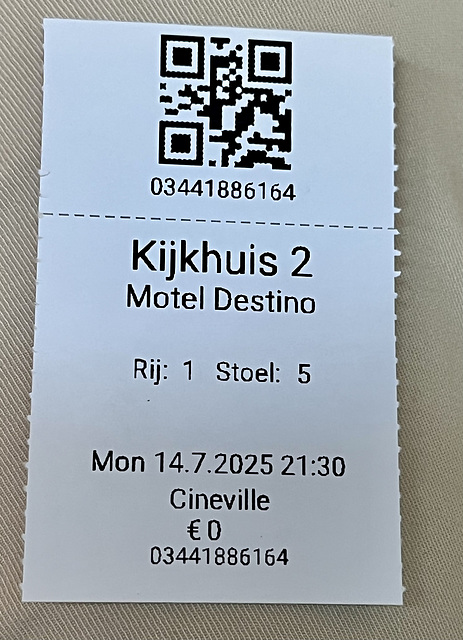 03441886164
Kijkhuis 2
Motel Destino
Rij: 1 Stoel: 5
Mon 14.7.2025 21:30
Cineville
€ 0
03441886164